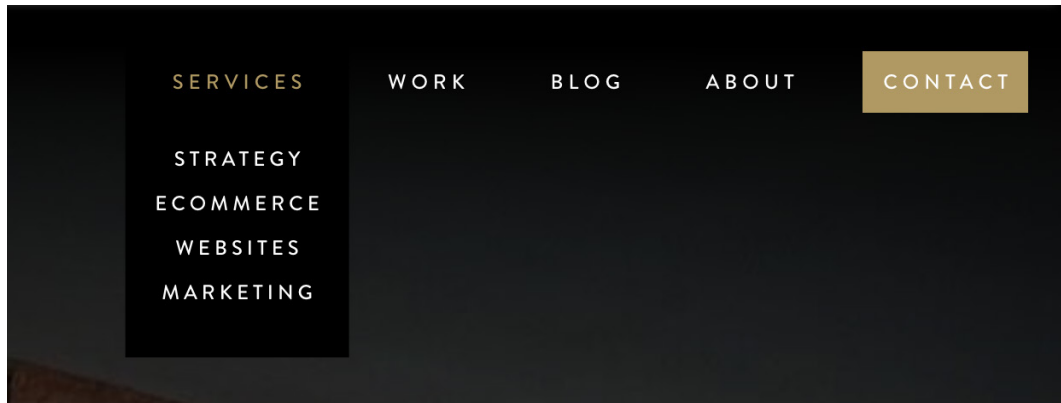 SERVICES WORK BLOG ABOUT CONTACT
STRATEGY
ECOMMERCE
WEBSITES
MARKETING